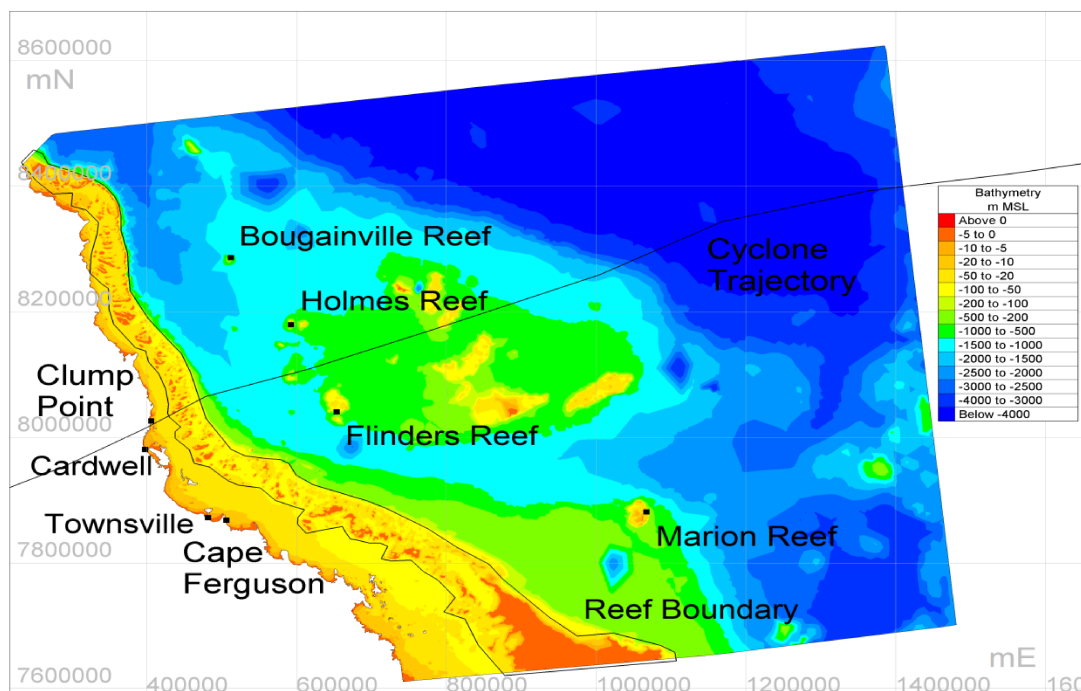 8600000
mN
8400000
Bathymetry
m MSL
Above 0
-5 to 0
-10 to -5
-20 to -10
-50 to -20
-100 to -50
-200 to -100
-500 to -200
-1000 to -500
-1500 to -1000
-2000 to -1500
-2500 to -2000
-3000 to -2500
-4000 to -3000
Below -4000
Bougainville Reef
Cyclone
Trajectory
8200000
Holmes Reef
Clump
Point
8000000
Flinders Reef
Cardwell
Townsville
Marion Reef
7800000
Cape
Ferguson
Reef Boundary
mE
7600000
400000
600000
800000
1000000
1200000
1400000